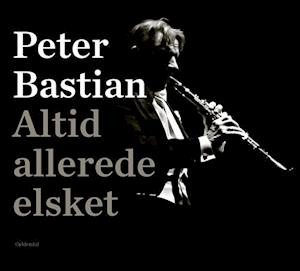 Peter
Bastian
Altid
allerede
elsket
Gyldendal